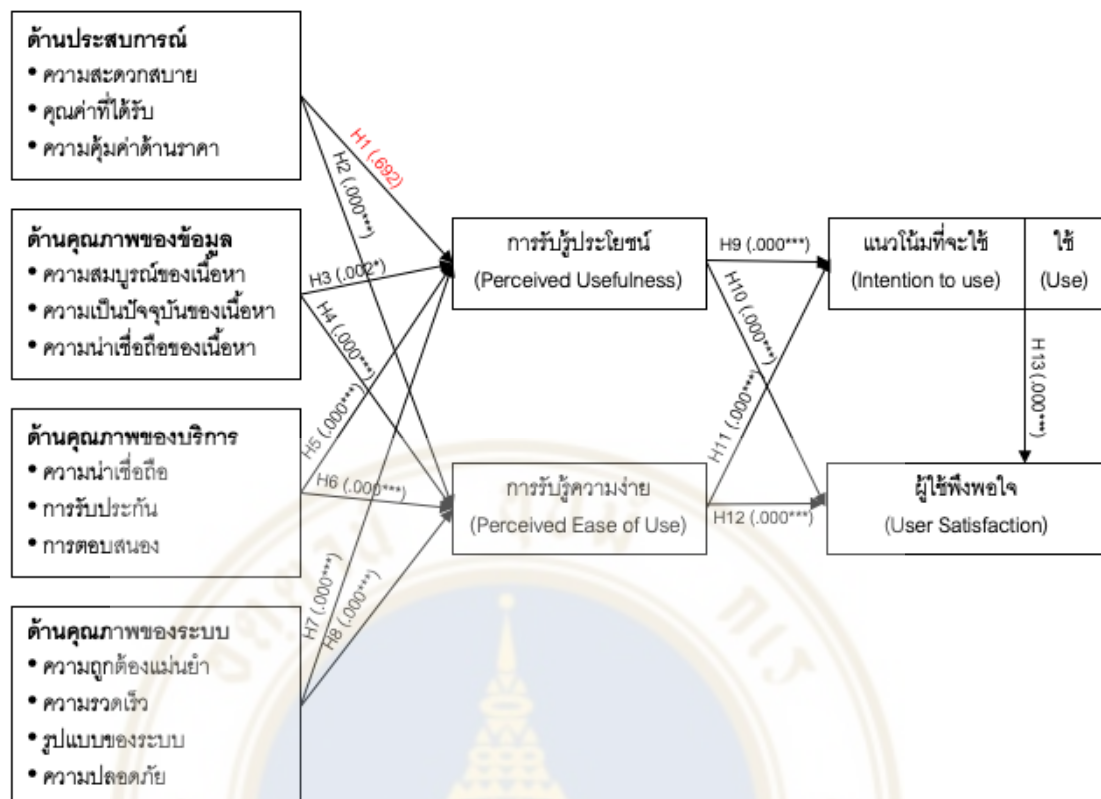 ด้านประสบการณ์
• ความสะดวกสบาย
• คุณค่าที่ได้รับ
• ความคุ้มค่าด้านราคา
ด้านคุณภาพของข้อมูล
• ความสมบูรณ์ของเนื้อหา
• ความเป็นปัจจุบันของเนื้อหา
• ความน่าเชื่อถือของเนื้อหา
ด้านคุณภาพของบริการ
• ความน่าเชื่อถือ
• การรับประกัน
• การตอบสนอง
ด้านคุณภาพของระบบ
• ความถูกต้องแม่นยำ
• ความรวดเร็ว
• รูปแบบของระบบ
• ความปลอดภัย
H1 (.692)
H2 (.000***)
H3 (.002*)
H4 (.000***)
H5 (.000***)
H6 (.000***)
H7 (.000***)
H8 (.000***)
การรับรู้ประโยชน์
(Perceived Usefulness)
การรับรู้ความง่าย
(Perceived Ease of Use)
H9 (.000***)
H10 (.000***)
H11 (.000***)
H12 (.000***)
แนวโน้มที่จะใช้
(Intention to use)
ใช้
(Use)
H13 (.000***)
ผู้ใช้พึงพอใจ
(User Satisfaction)